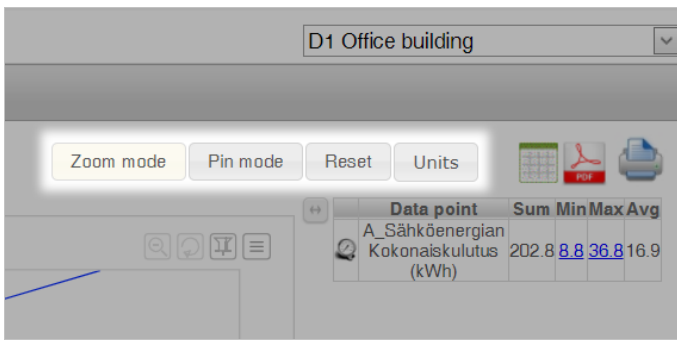 D1 Office building
Zoom mode Pin mode Reset Units
PDF
Data point Sum Min Max Avg
A_Sähköenergian
Kokonaiskulutus 202.8 8.8 36.8 16.9
(kWh)